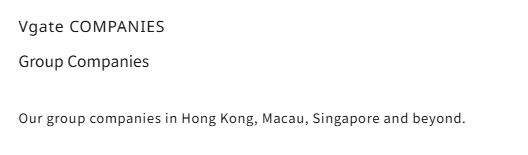 Vgate COMPANIES
Group Companies
Our group companies in Hong Kong, Macau, Singapore and beyond.